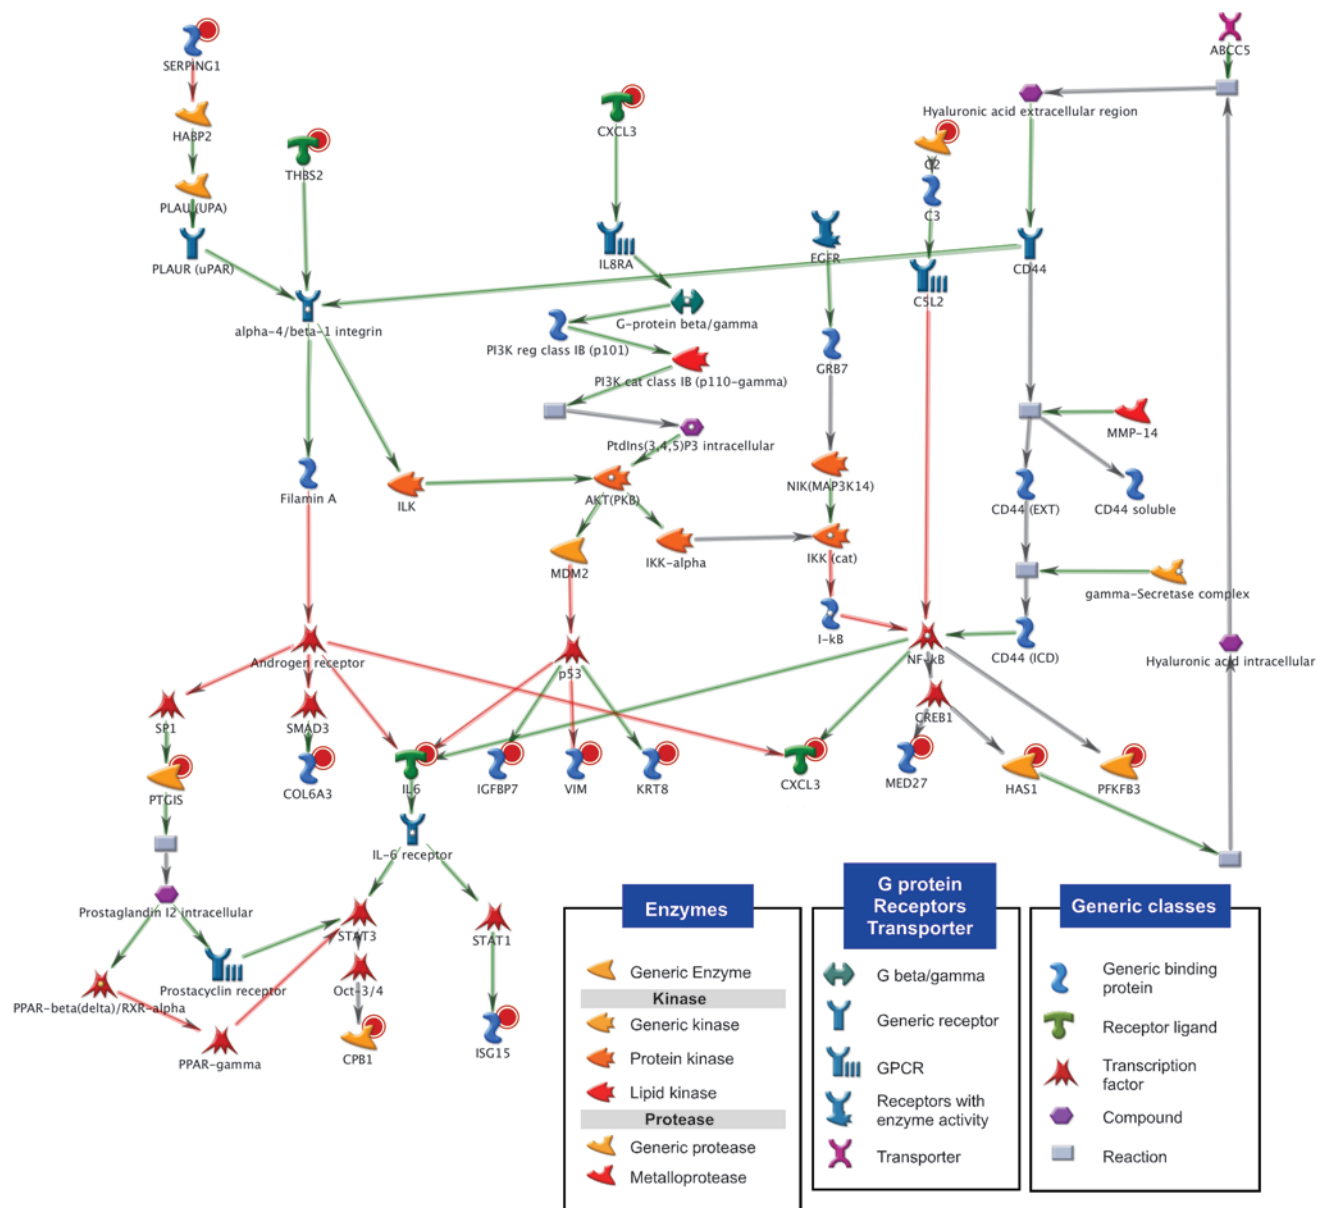 SERPING1
ABCC5
Hyaluronic acid extracellular region
HABP2
CXCL3
C2
THBS2
PLAU (UPA)
C3
PLAUR (uPAR)
IL8RA
EGFR
CD44
C5L2
alpha-4/beta-1 integrin
G-protein beta/gamma
PI3K reg class IB (p101)
GRB7
PI3K cat class IB (p110-gamma)
MMP-14
PtdIns(3,4,5)P3 intracellular
NIK(MAP3K14)
Filamin A
ILK
AKT(PKB)
CD44 (EXT)
CD44 soluble
MDM2
IKK-alpha
IKK (cat)
gamma-Secretase complex
I-kB
Androgen receptor
p53
NF-kB
CD44 (ICD)
Hyaluronic acid intracellular
SP1
SMAD3
CREB1
PTGIS
COL6A3
IL6
IGFBP7
VIM
KRT8
CXCL3
MED27
HAS1
PFKFB3
IL-6 receptor
Prostaglandin I2 intracellular
STAT3
STAT1
Prostacyclin receptor
Oct-3/4
PPAR-beta(delta)/RXR-alpha
PPAR-gamma
CPB1
ISG15
Enzymes
Generic Enzyme
Kinase
Generic kinase
Protein kinase
Lipid kinase
Protease
Generic protease
Metalloprotease
G protein
Receptors
Transporter
G beta/gamma
Generic receptor
GPCR
Receptors with
enzyme activity
Transporter
Generic classes
Generic binding
protein
Receptor ligand
Transcription
factor
Compound
Reaction